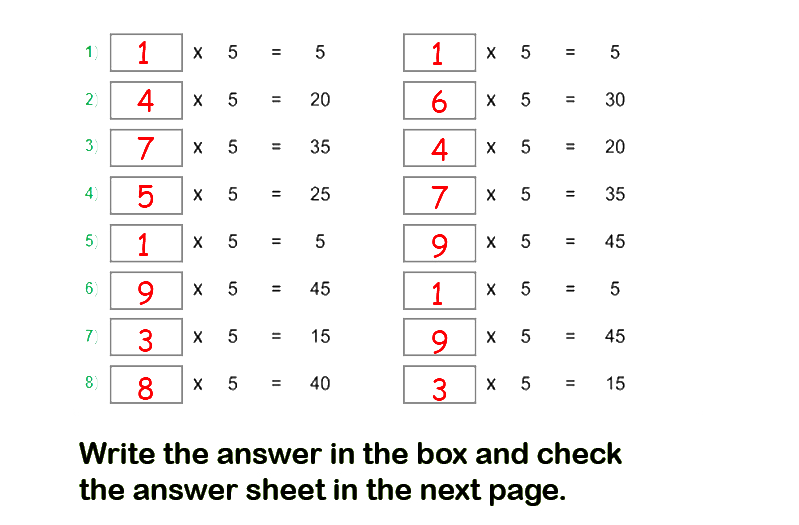 1) 1 x 5 = 5 1 x 5 = 5
2) 4 x 5 = 20 6 x 5 = 30
3) 7 x 5 = 35 4 x 5 = 20
4) 5 x 5 = 25 7 x 5 = 35
5) 1 x 5 = 5 9 x 5 = 45
6) 9 x 5 = 45 1 x 5 = 5
7) 3 x 5 = 15 9 x 5 = 45
8) 8 x 5 = 40 3 x 5 = 15
Write the answer in the box and check
the answer sheet in the next page.